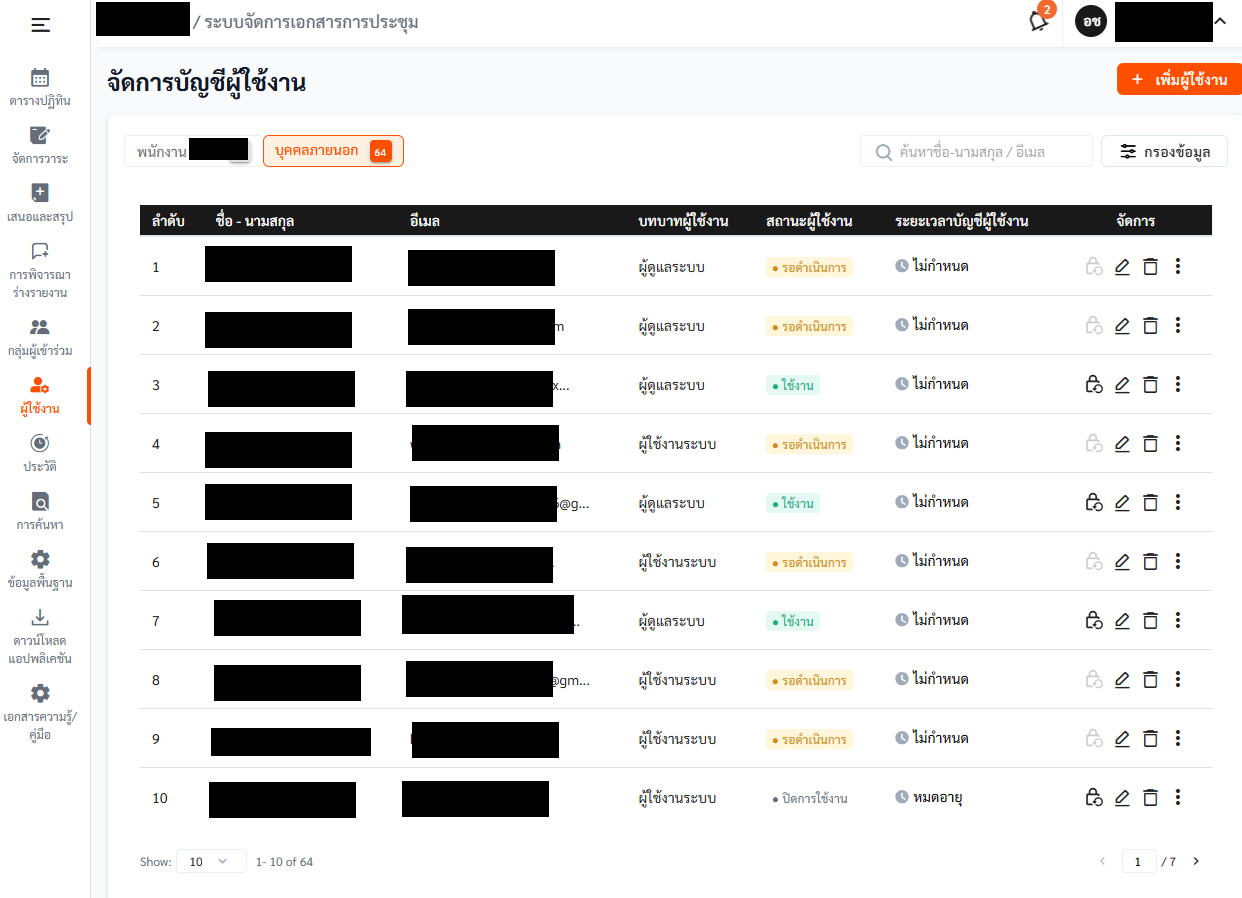 / ระบบจัดการเอกสารการประชุม
2
อช
ตารางปฏิทิน
จัดการวาระ
เสนอและสรุป
การพิจารณา
ร่างรายงาน
กลุ่มผู้เข้าร่วม
ผู้ใช้งาน
ประวัติ
การค้นหา
ข้อมูลพื้นฐาน
ดาวน์โหลด
แอปพลิเคชัน
เอกสารความรู้/
คู่มือ
จัดการบัญชีผู้ใช้งาน
+ เพิ่มผู้ใช้งาน
พนักงาน
บุคคลภายนอก 64
ค้นหาชื่อ-นามสกุล / อีเมล
กรองข้อมูล
ลำดับ ชื่อ - นามสกุล อีเมล บทบาทผู้ใช้งาน สถานะผู้ใช้งาน ระยะเวลาบัญชีผู้ใช้งาน จัดการ
1 ผู้ดูแลระบบ รอดำเนินการ ไม่กำหนด
2 m ผู้ดูแลระบบ รอดำเนินการ ไม่กำหนด
3 x... ผู้ดูแลระบบ ใช้งาน ไม่กำหนด
4 ผู้ใช้งานระบบ รอดำเนินการ ไม่กำหนด
5 @g... ผู้ดูแลระบบ ใช้งาน ไม่กำหนด
6 ผู้ใช้งานระบบ รอดำเนินการ ไม่กำหนด
7 ผู้ดูแลระบบ ใช้งาน ไม่กำหนด
8 @gm... ผู้ใช้งานระบบ รอดำเนินการ ไม่กำหนด
9 ผู้ใช้งานระบบ รอดำเนินการ ไม่กำหนด
10 ผู้ใช้งานระบบ ปิดการใช้งาน หมดอายุ
Show: 10 1- 10 of 64
1 / 7